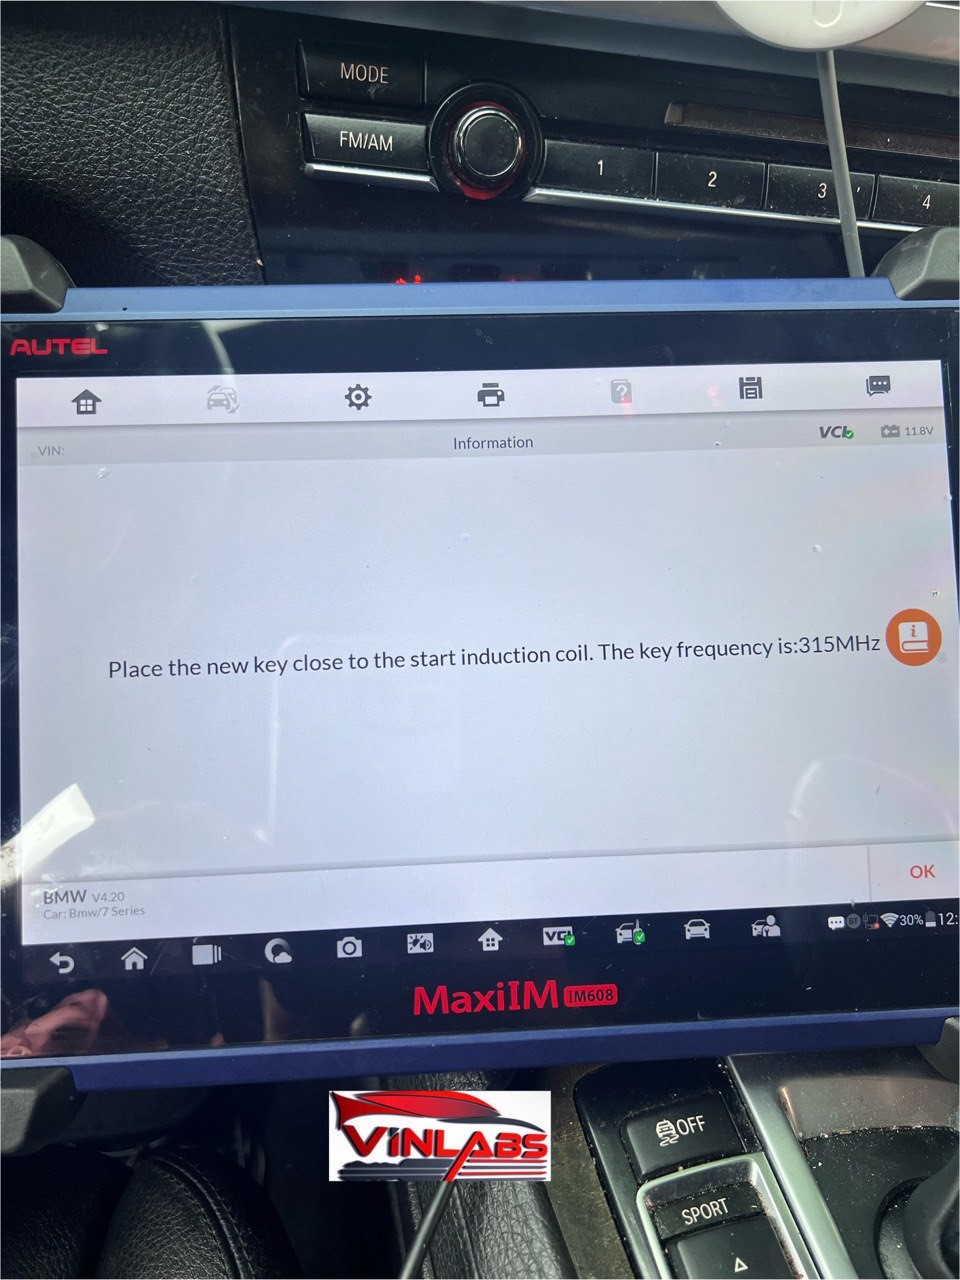 MODE
FM/AM
1
2
3
4
AUTEL
VIN:
Information
VCI
11.8V
Place the new key close to the start induction coil. The key frequency is:315MHz
BMW V4.20
Car: Bmw/7 Series
OK
VCI
BT
30%
12:
MaxiIM IM608
VINLABS
OFF
SPORT